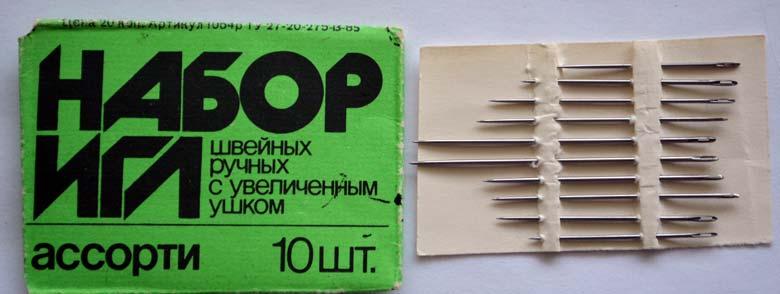 Цена 20 коп. Артикул 1064р ТУ-27-20-275-13-85
НАБОР
ИГЛ
швейных
ручных
с увеличенным
ушком
ассорти 10 шт.